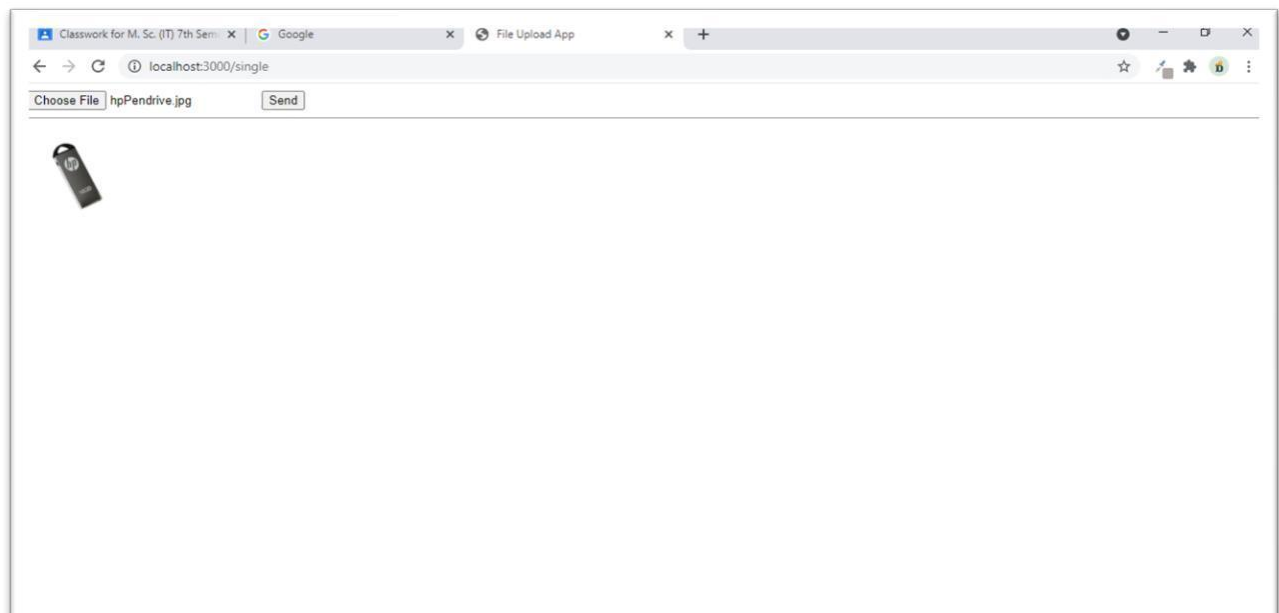 Classwork for M. Sc. (IT) 7th Sem
Google
File Upload App
localhost:3000/single
Choose File hpPendrive.jpg Send
hp